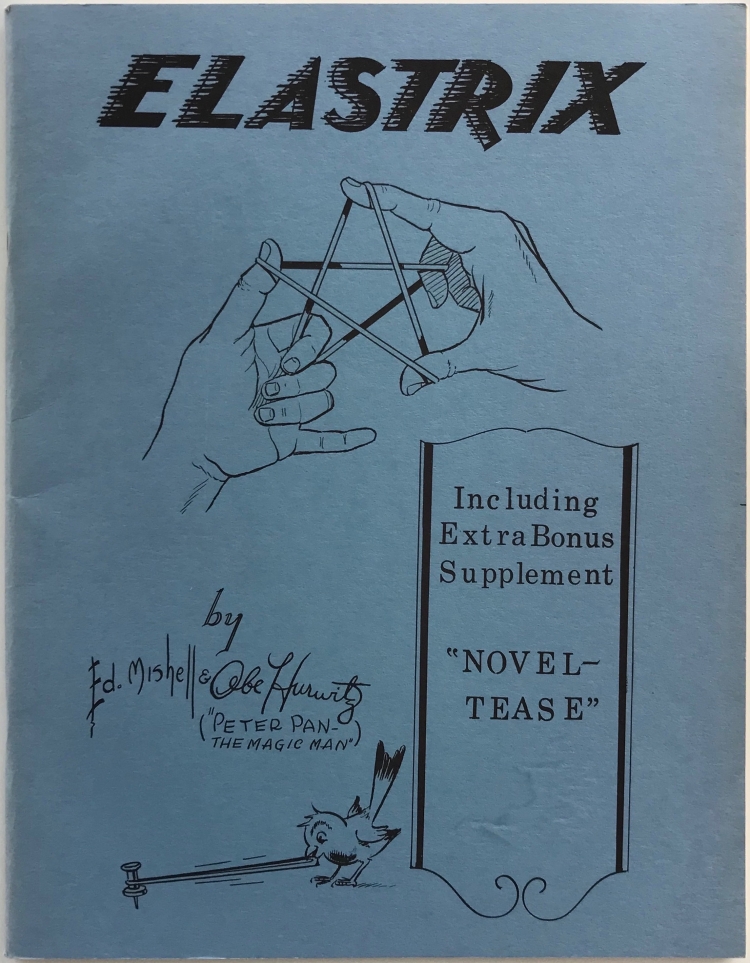 ELASTRIX
Including
Extra Bonus
Supplement
"NOVEL-
TEASE"
by
Ed. Mishell & Abe Hurwitz
("PETER PAN-
THE MAGIC MAN")